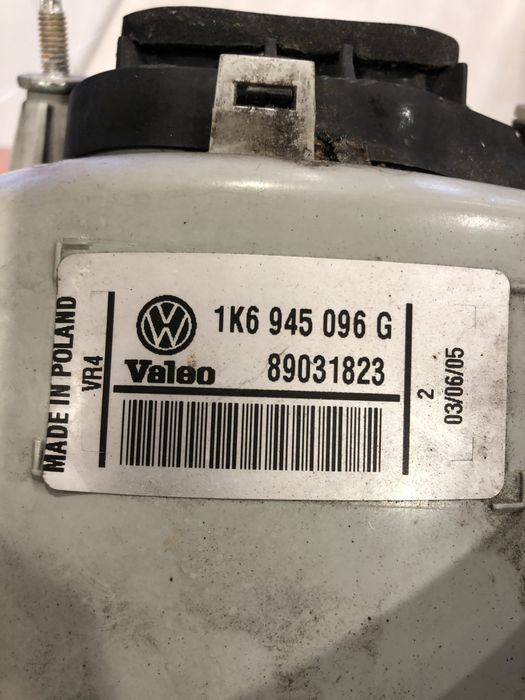 MADE IN POLAND
VR4
1K6 945 096 G
Valeo 89031823
2
03/06/05